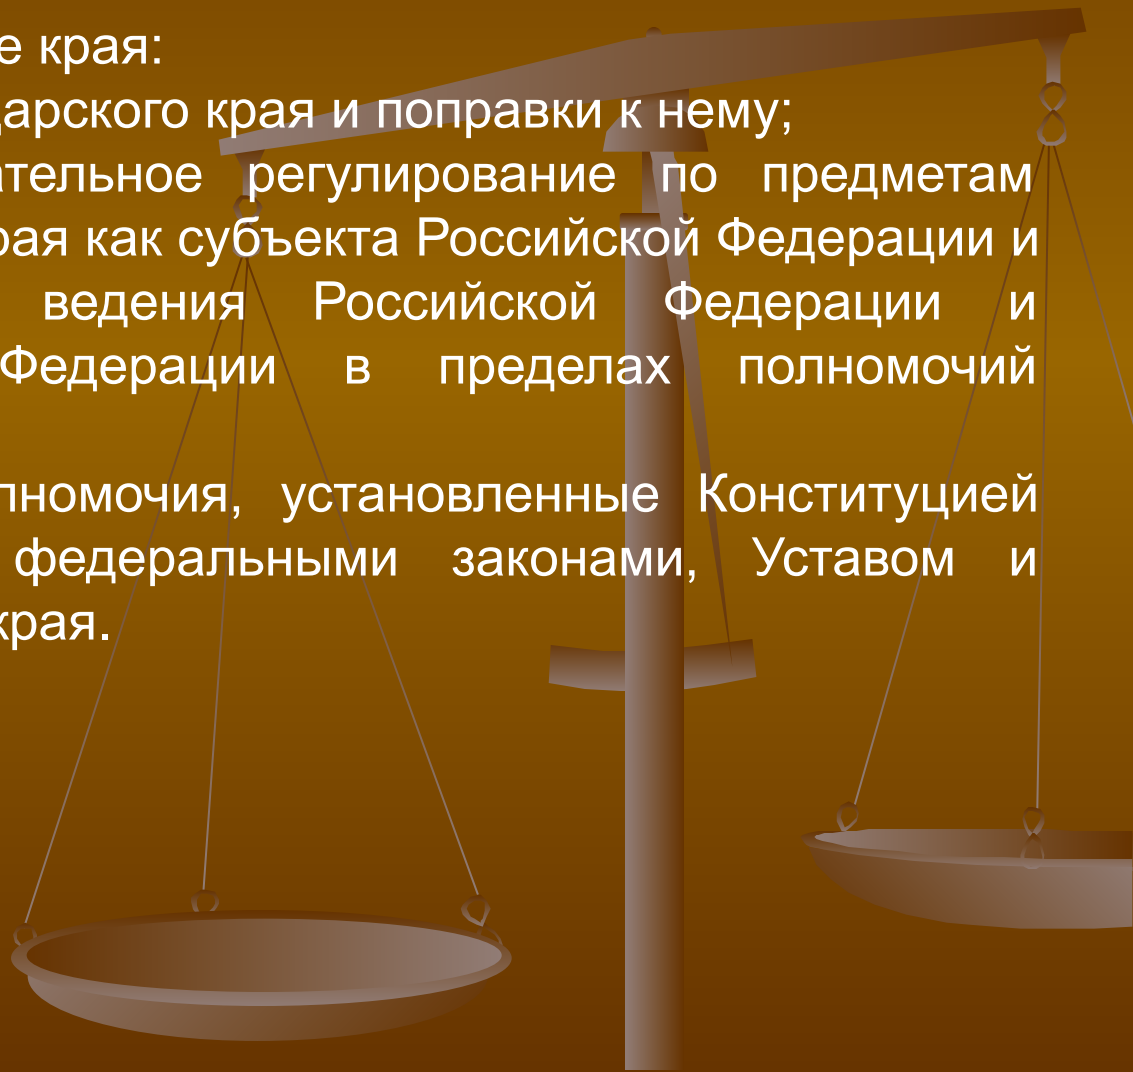 е края:
дарского края и поправки к нему;
ательное регулирование по предметам
рая как субъекта Российской Федерации и
ведения Российской Федерации и
Федерации в пределах полномочий
лномочия, установленные Конституцией
федеральными законами, Уставом и
края.